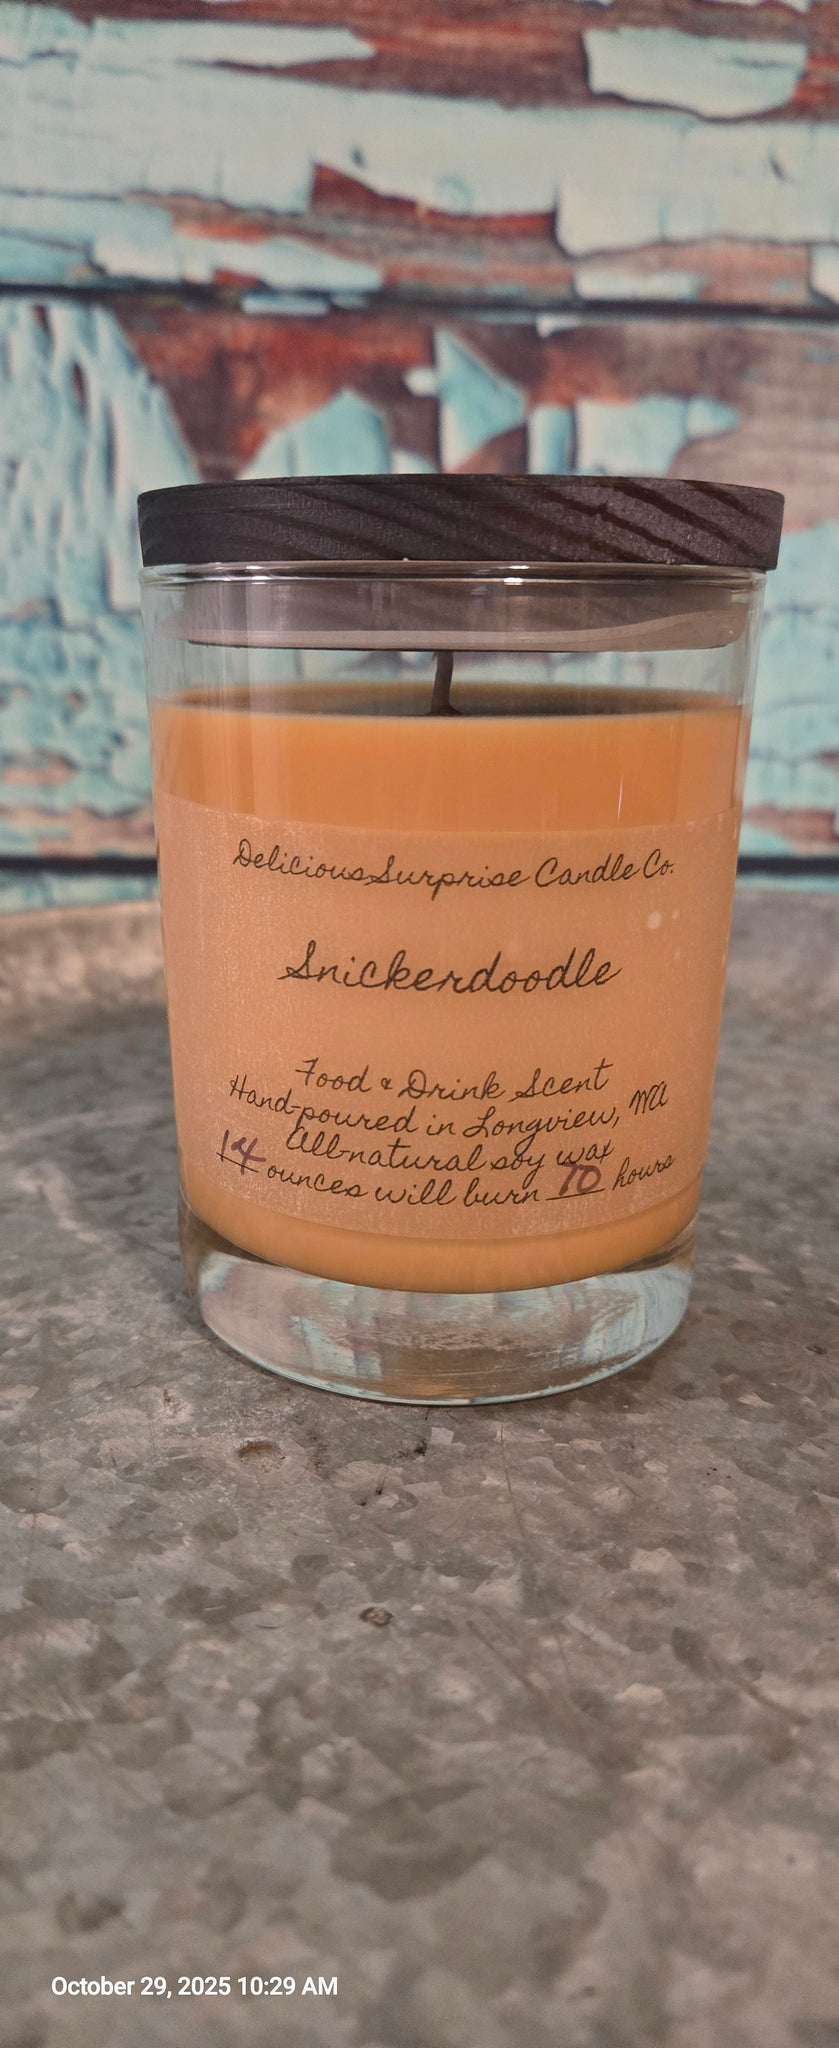 Delicious Surprise Candle Co.
Snickerdoodle
Food & Drink Scent
Hand-poured in Longview, WA
All-natural soy wax
14 ounces will burn 70 hours
October 29, 2025 10:29 AM